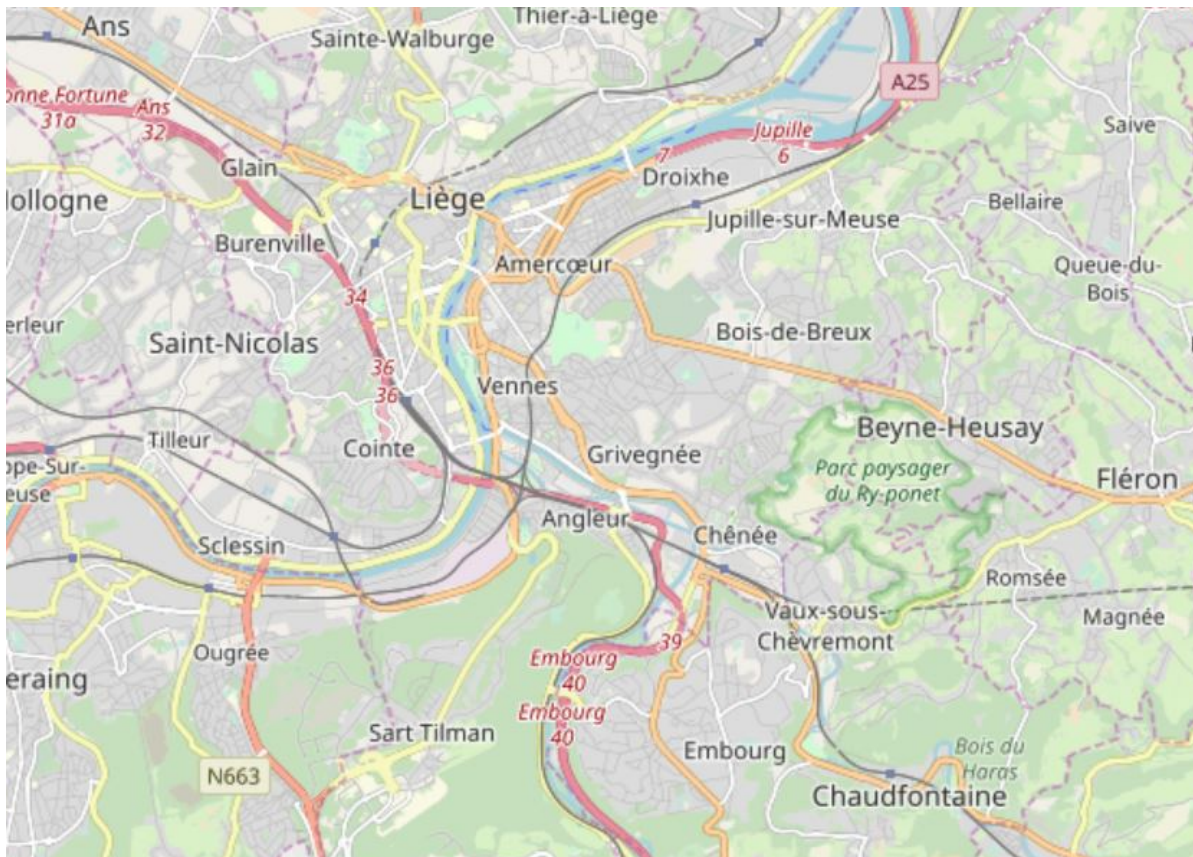 Thier-à-Liège
Ans
Sainte-Walburge
A25
onne Fortune
31a
Ans
32
Jupille
6
Saive
7
Glain
Droixhe
Liège
ollogne
Bellaire
Jupille-sur-Meuse
Burenville
Amercœur
Queue-du-
Bois
34
erleur
Saint-Nicolas
Bois-de-Breux
36
36
Vennes
Beyne-Heusay
Tilleur
Cointe
Grivegnée
Parc paysager
du Ry-ponet
ppe-Sur-
euse
Fléron
Angleur
Chênée
Sclessin
Romsée
Vaux-sous-
Chèvremont
Magnée
Ougrée
39
Embourg
40
eraing
Embourg
40
Sart Tilman
Embourg
Bois du
Haras
N663
Chaudfontaine